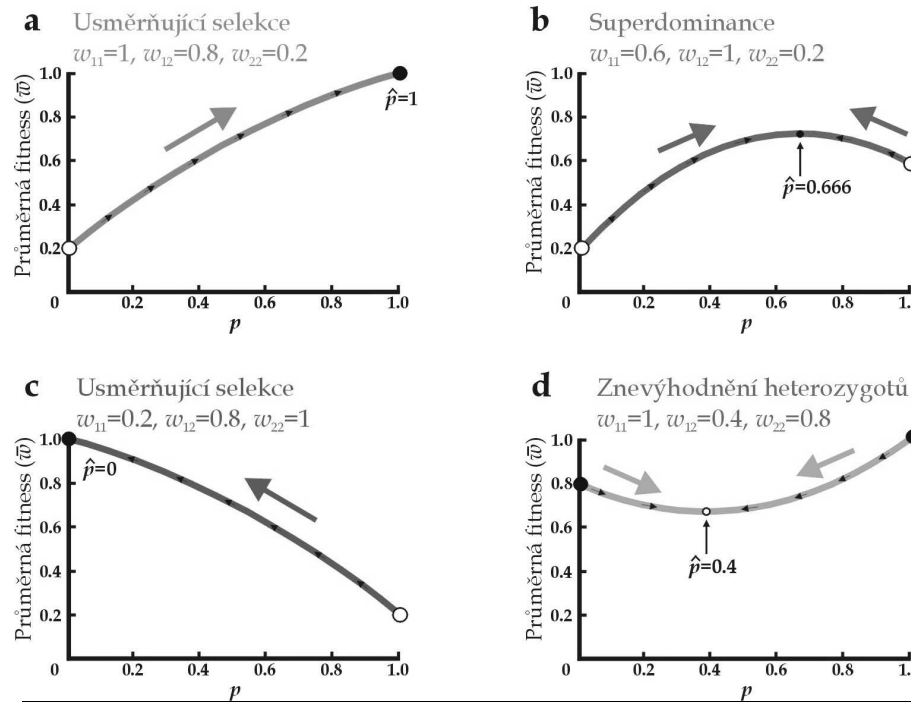 a Usměrňující selekce
w11=1, w12=0.8, w22=0.2
Průměrná fitness (w̄)
1.0
0.8
0.6
0.4
0.2
0
0.2 0.4 0.6 0.8 1.0
p
p̂=1
b Superdominance
w11=0.6, w12=1, w22=0.2
Průměrná fitness (w̄)
1.0
0.8
0.6
0.4
0.2
0
0.2 0.4 0.6 0.8 1.0
p
p̂=0.666
c Usměrňující selekce
w11=0.2, w12=0.8, w22=1
Průměrná fitness (w̄)
1.0
0.8
0.6
0.4
0.2
0
0.2 0.4 0.6 0.8 1.0
p
p̂=0
d Znevýhodnění heterozygotů
w11=1, w12=0.4, w22=0.8
Průměrná fitness (w̄)
1.0
0.8
0.6
0.4
0.2
0
0.2 0.4 0.6 0.8 1.0
p
p̂=0.4